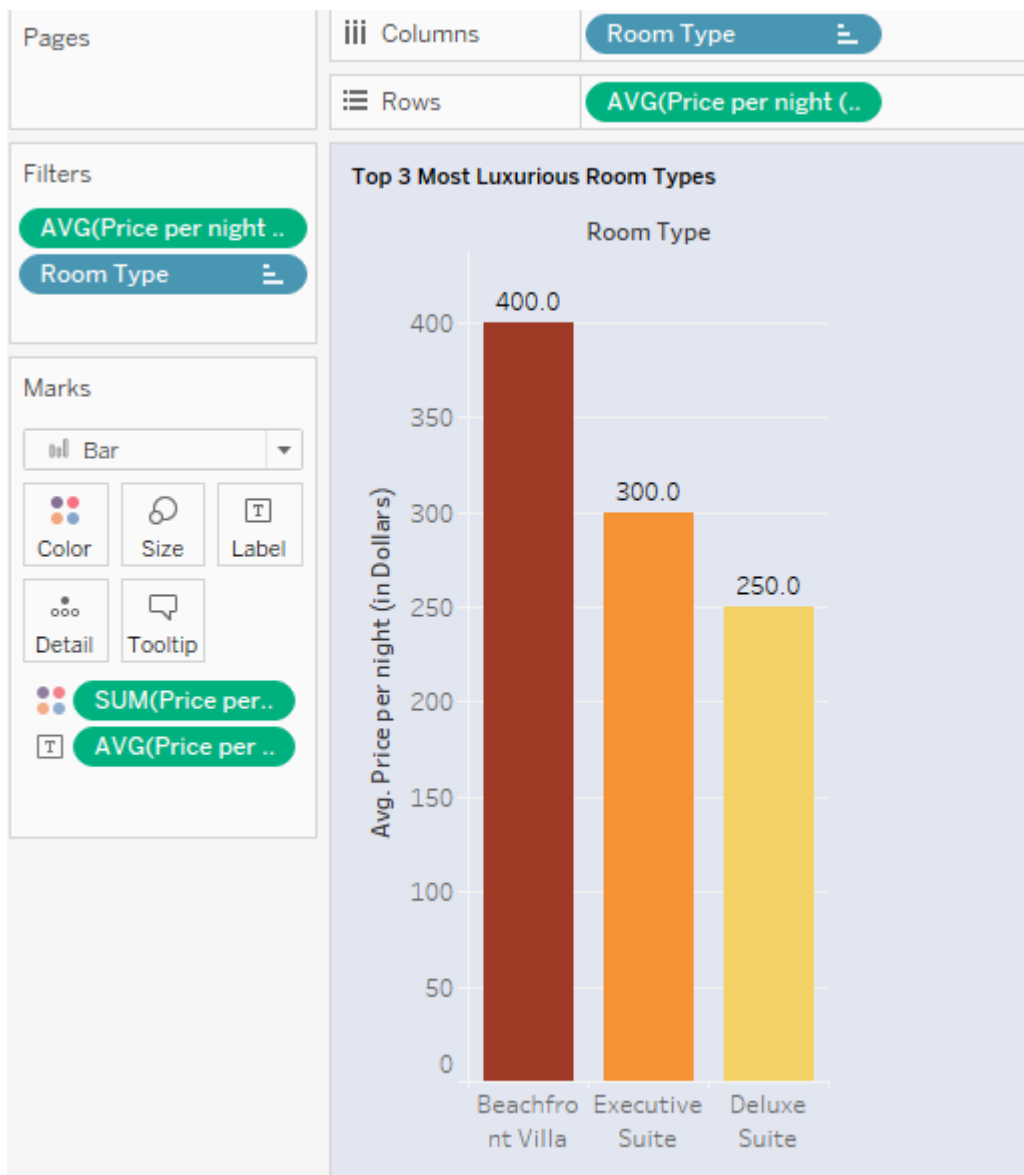 Pages
Columns
Room Type
Rows
AVG(Price per night (..
Filters
AVG(Price per night ..
Room Type
Marks
Bar
Color
Size
T
Label
Detail
Tooltip
SUM(Price per..
T
AVG(Price per ..
Top 3 Most Luxurious Room Types
Room Type
Avg. Price per night (in Dollars)
400
350
300
250
200
150
100
50
0
400.0
300.0
250.0
Beachfro
nt Villa
Executive
Suite
Deluxe
Suite